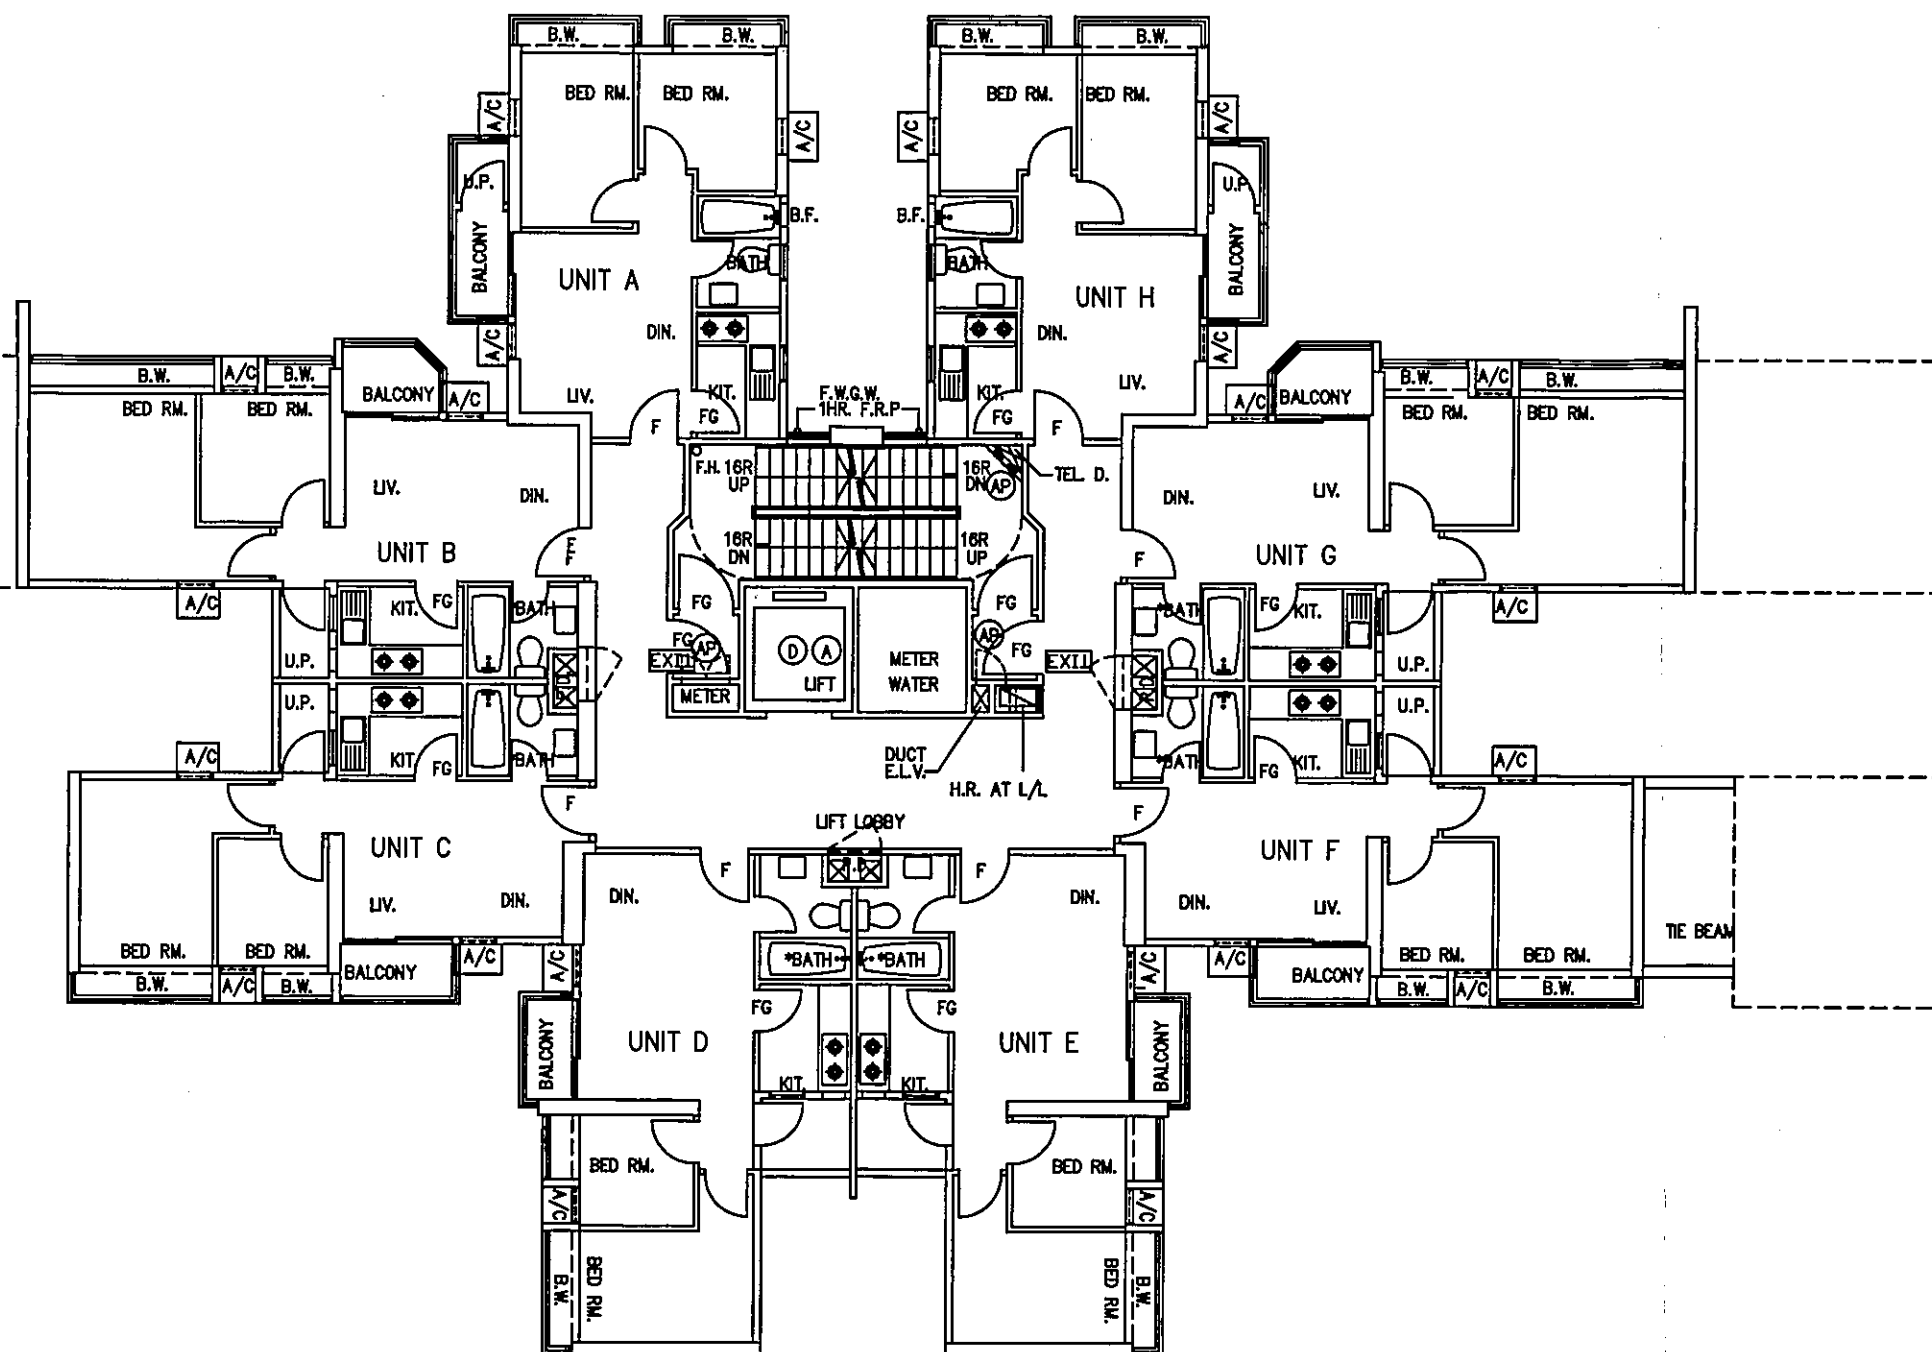 B.W.
B.W.
B.W.
B.W.
BED RM.
BED RM.
BED RM.
BED RM.
A/C
A/C
A/C
A/C
U.P.
U.P.
B.F.
B.F.
BALCONY
BALCONY
BATH
BATH
UNIT A
UNIT H
DIN.
DIN.
A/C
A/C
KIT.
KIT.
LIV.
LIV.
F.W.G.W.
1HR. F.R.P
FG
FG
F
F
B.W.
A/C
B.W.
BALCONY
A/C
A/C
BALCONY
B.W.
A/C
B.W.
BED RM.
BED RM.
BED RM.
BED RM.
F.H.
16R
UP
16R
DN
AP
TEL. D.
LIV.
DIN.
DIN.
LIV.
16R
DN
16R
UP
UNIT B
F
F
UNIT G
A/C
KIT.
FG
*BATH
FG
FG
*BATH
FG
KIT.
A/C
U.P.
FG
AP
AP
FG
U.P.
EXIT
D
A
LIFT
METER
WATER
EXIT
METER
U.P.
U.P.
A/C
KIT.
FG
*BATH
DUCT
E.L.V.
H.R. AT L/L
*BATH
FG
KIT.
A/C
F
F
LIFT LOBBY
UNIT C
UNIT F
F
F
LIV.
DIN.
DIN.
DIN.
DIN.
LIV.
TIE BEAM
BED RM.
BED RM.
BED RM.
BED RM.
BALCONY
A/C
A/C
*BATH
*BATH
A/C
A/C
BALCONY
B.W.
A/C
B.W.
B.W.
A/C
B.W.
FG
FG
BALCONY
UNIT D
UNIT E
BALCONY
KIT.
KIT.
BED RM.
BED RM.
A/C
A/C
B.W.
BED RM.
BED RM.
B.W.